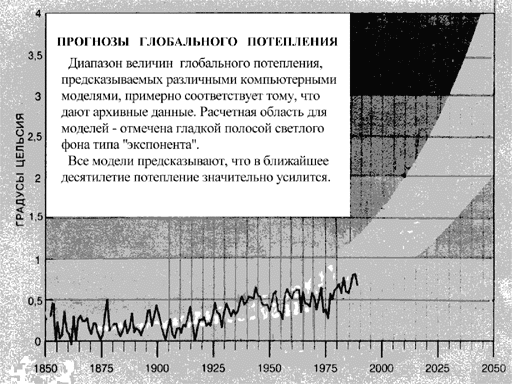 4
ПРОГНОЗЫ ГЛОБАЛЬНОГО ПОТЕПЛЕНИЯ
Диапазон величин глобального потепления,
предсказываемых различными компьютерными
моделями, примерно соответствует тому, что
дают архивные данные. Расчетная область для
моделей - отмечена гладкой полосой светлого
фона типа "экспонента".
Все модели предсказывают, что в ближайшее
десятилетие потепление значительно усилится.
3,5
3
2,5
2
1,5
1
0,5
0
ГРАДУСЫ ЦЕЛЬСИЯ
1850 1875 1900 1925 1950 1975 2000 2025 2050